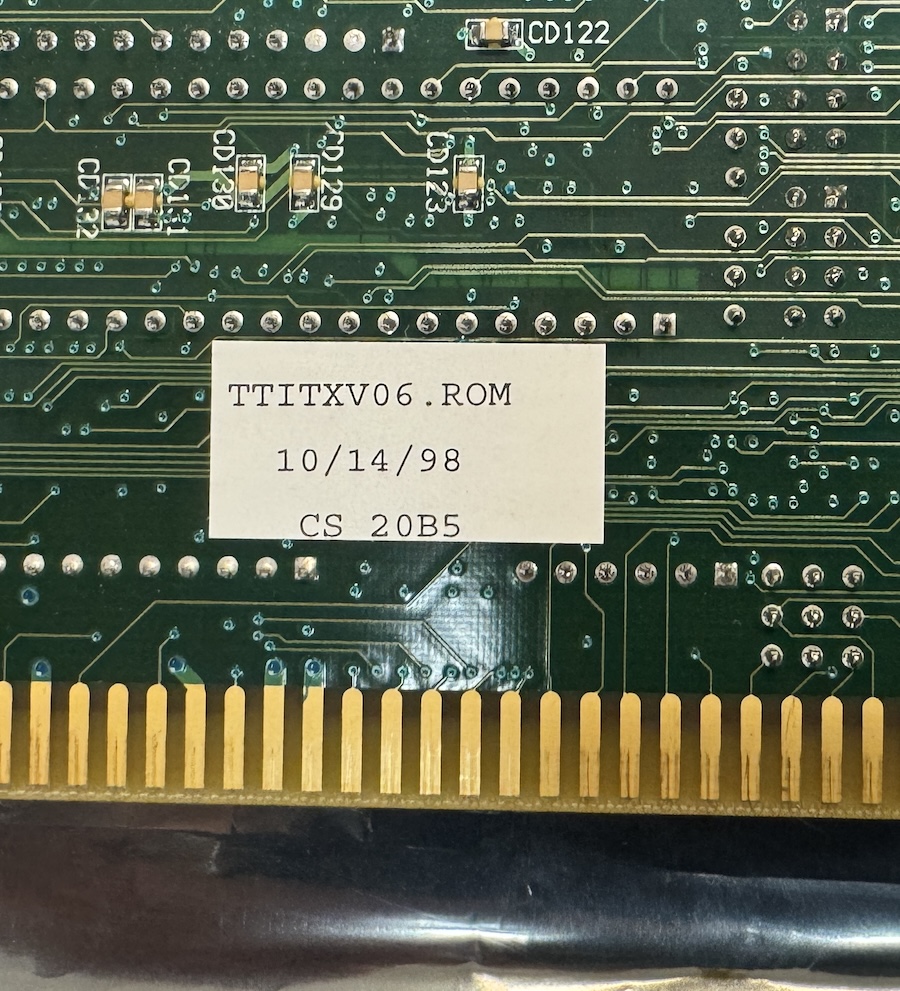 CD122
CD132
CD131
CD130
CD129
CD123
TTITXV06.ROM
10/14/98
CS 20B5